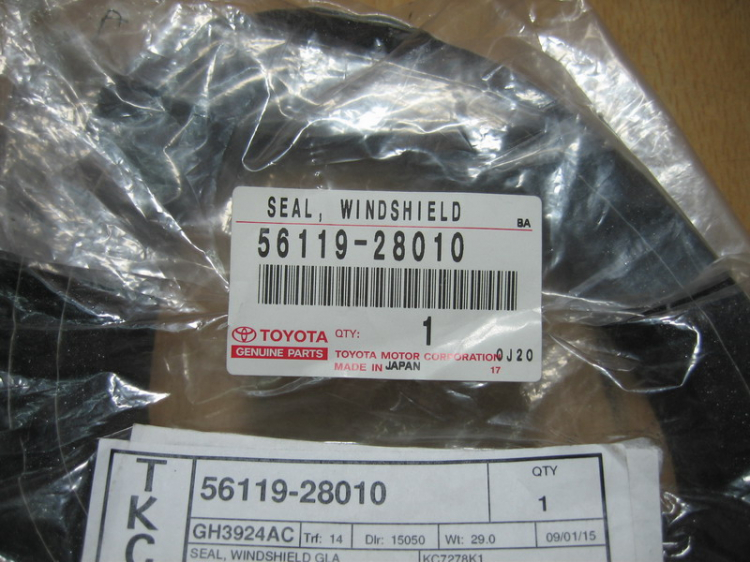 SEAL, WINDSHIELD
BA
56119-28010
TOYOTA QTY: 1
GENUINE PARTS TOYOTA MOTOR CORPORATION 0J20
MADE IN JAPAN 17
TKC
56119-28010 QTY
1
GH3924AC Trf: 14 Dlr: 15050 Wt: 29.0 09/01/15
SEAL, WINDSHIELD GLA KC7278K1